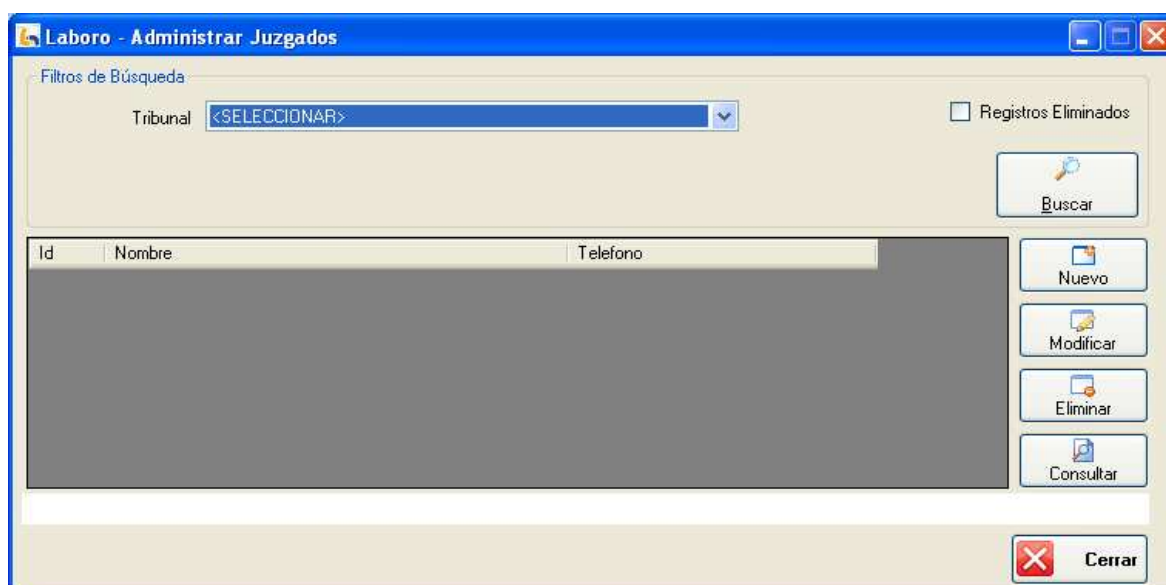 Laboro - Administrar Juzgados
Filtros de Búsqueda
Tribunal <SELECCIONAR> Registros Eliminados
Buscar
Id Nombre Telefono
Nuevo
Modificar
Eliminar
Consultar
Cerrar